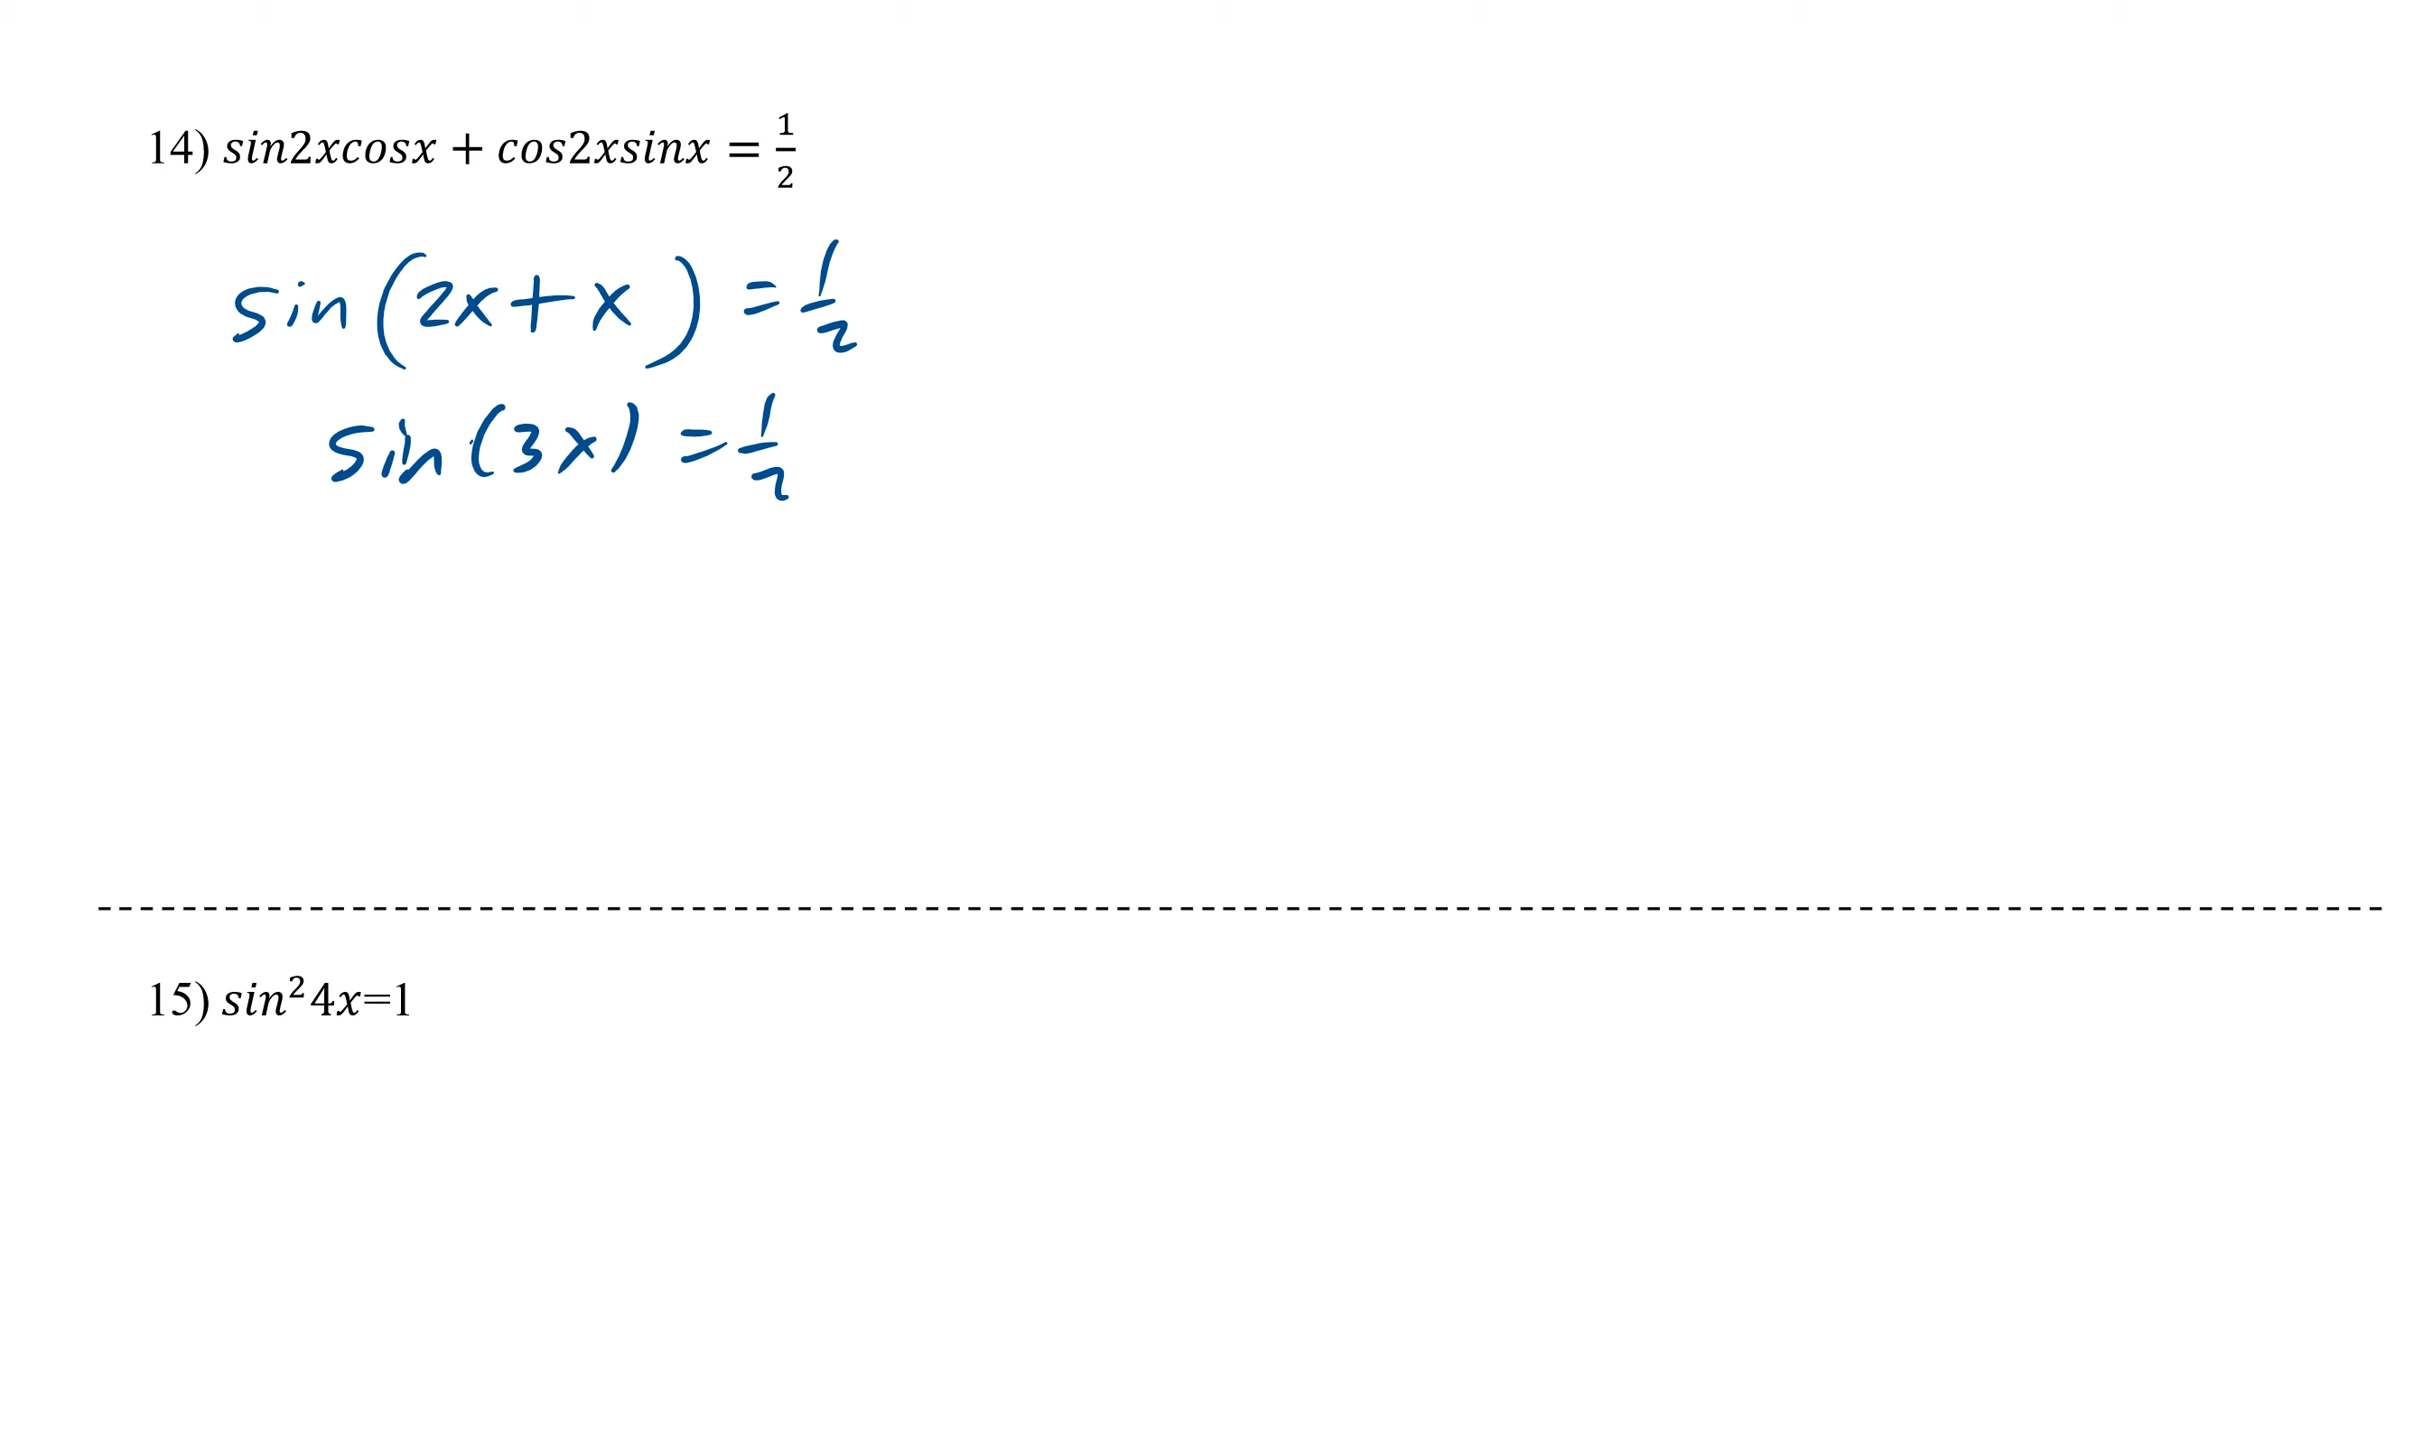 14) sin2xcosx + cos2xsinx = 1/2
sin(2x+x) = 1/2
sin(3x) = 1/2
15) sin²4x=1